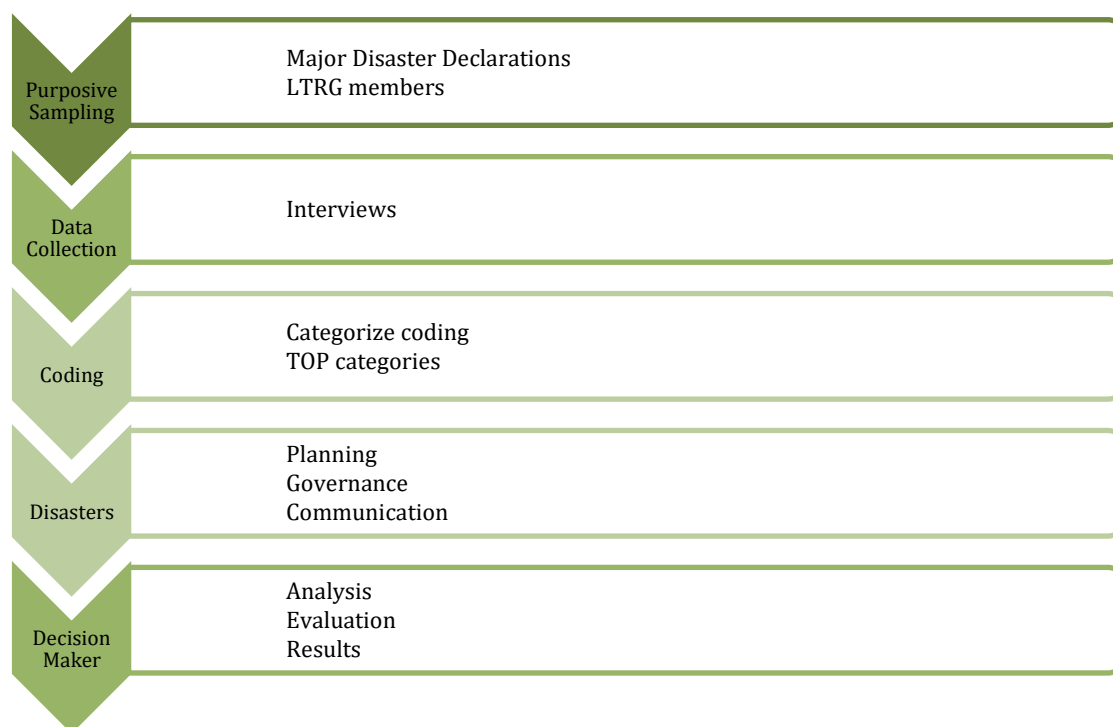 Purposive
Sampling
Major Disaster Declarations
LTRG members
Data
Collection
Interviews
Coding
Categorize coding
TOP categories
Disasters
Planning
Governance
Communication
Decision
Maker
Analysis
Evaluation
Results